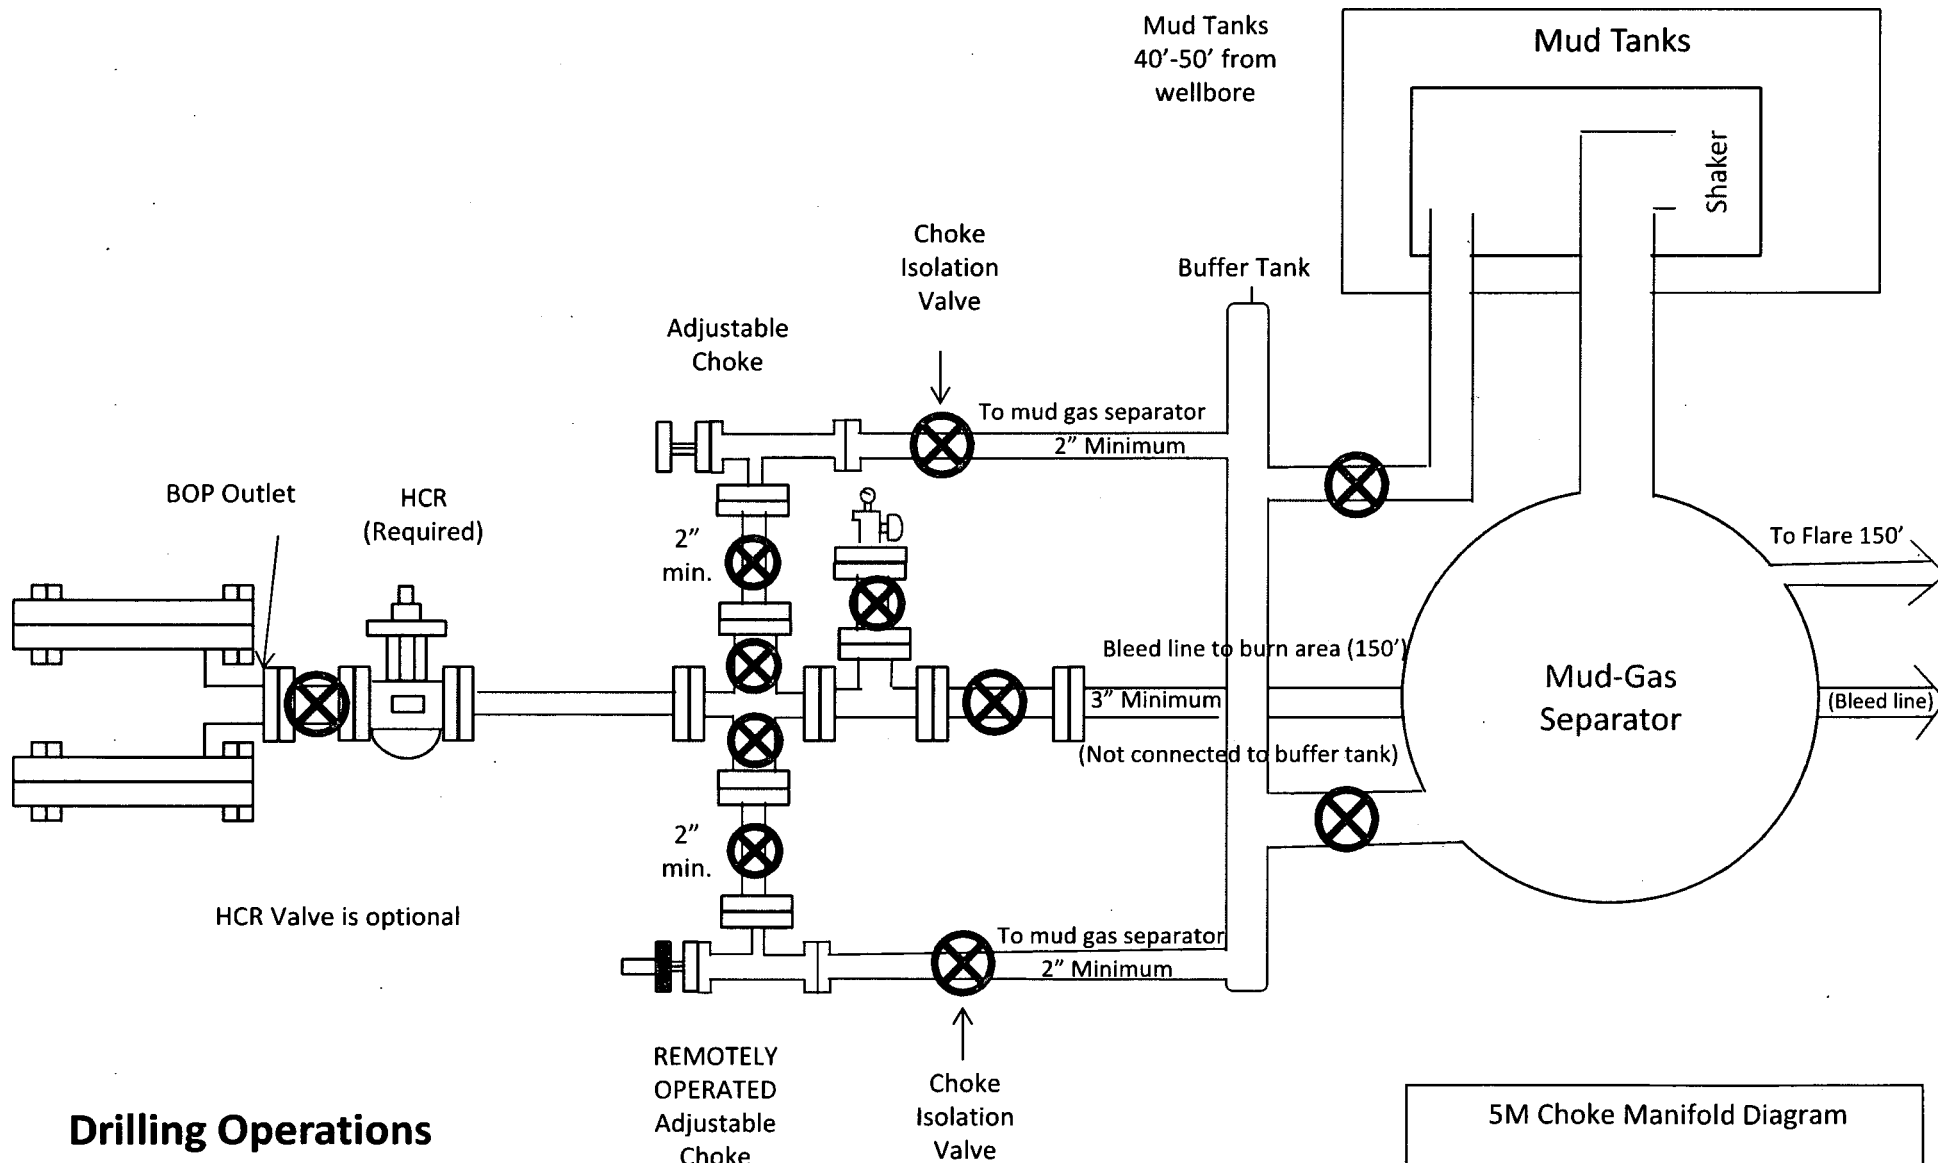 Mud Tanks
40’-50’ from
wellbore
Mud Tanks
Shaker
Choke
Isolation
Valve
Buffer Tank
Adjustable
Choke
To mud gas separator
2” Minimum
BOP Outlet
HCR
(Required)
2”
min.
To Flare 150’
Bleed line to burn area (150’)
3” Minimum
(Not connected to buffer tank)
Mud-Gas
Separator
(Bleed line)
2”
min.
HCR Valve is optional
To mud gas separator
2” Minimum
REMOTELY
OPERATED
Adjustable
Choke
Choke
Isolation
Valve
Drilling Operations
5M Choke Manifold Diagram